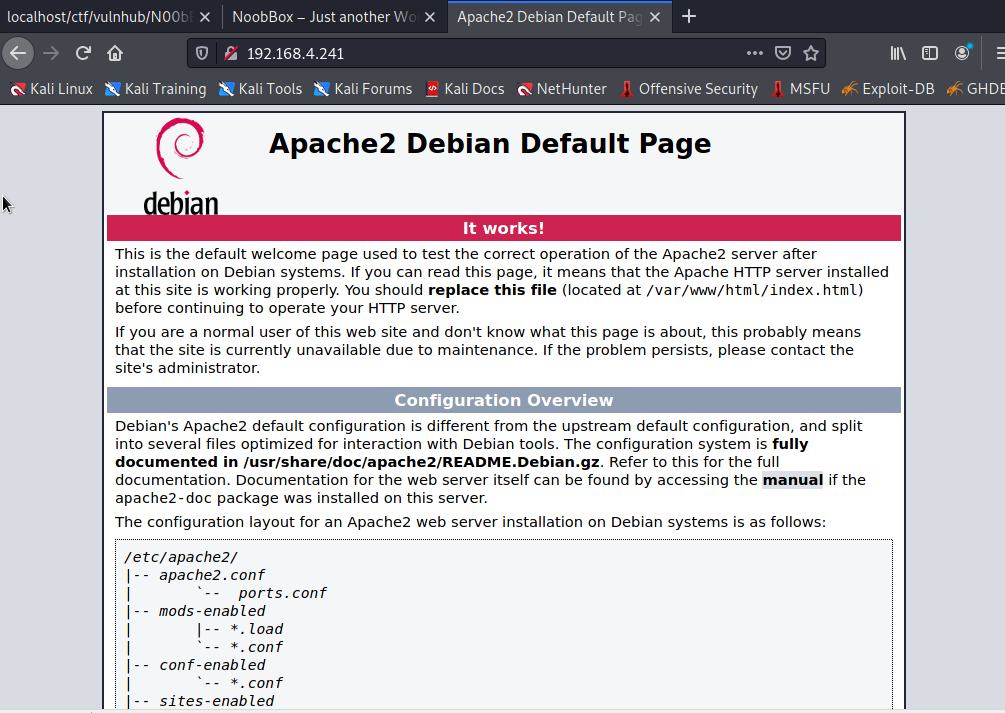 localhost/ctf/vulnhub/N00bB
NoobBox – Just another Wo
Apache2 Debian Default Pag
192.168.4.241
Kali Linux
Kali Training
Kali Tools
Kali Forums
Kali Docs
NetHunter
Offensive Security
MSFU
Exploit-DB
GHDB
debian
Apache2 Debian Default Page
It works!
This is the default welcome page used to test the correct operation of the Apache2 server after
installation on Debian systems. If you can read this page, it means that the Apache HTTP server installed
at this site is working properly. You should replace this file (located at /var/www/html/index.html)
before continuing to operate your HTTP server.
If you are a normal user of this web site and don't know what this page is about, this probably means
that the site is currently unavailable due to maintenance. If the problem persists, please contact the
site's administrator.
Configuration Overview
Debian's Apache2 default configuration is different from the upstream default configuration, and split
into several files optimized for interaction with Debian tools. The configuration system is fully
documented in /usr/share/doc/apache2/README.Debian.gz. Refer to this for the full
documentation. Documentation for the web server itself can be found by accessing the manual if the
apache2-doc package was installed on this server.
The configuration layout for an Apache2 web server installation on Debian systems is as follows:
/etc/apache2/
|-- apache2.conf
|       `--  ports.conf
|-- mods-enabled
|       |-- *.load
|       `-- *.conf
|-- conf-enabled
|       `-- *.conf
|-- sites-enabled